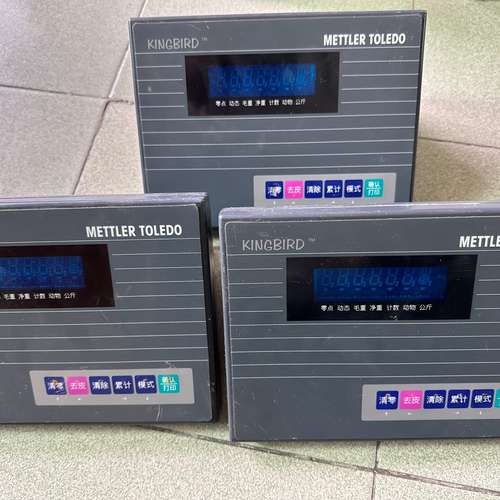 KINGBIRD™ METTLER TOLEDO
零点 动态 毛重 净重 计数 动物 公斤
清零 去皮 清除 累计 模式 确认
打印
METTLER TOLEDO
毛重 净重 计数 动物 公斤
清零 去皮 清除 累计 模式 确认
打印
KINGBIRD™ METTLE
零点 动态 毛重 净重 计数 动物 公斤
清零 去皮 清除 累计 模式